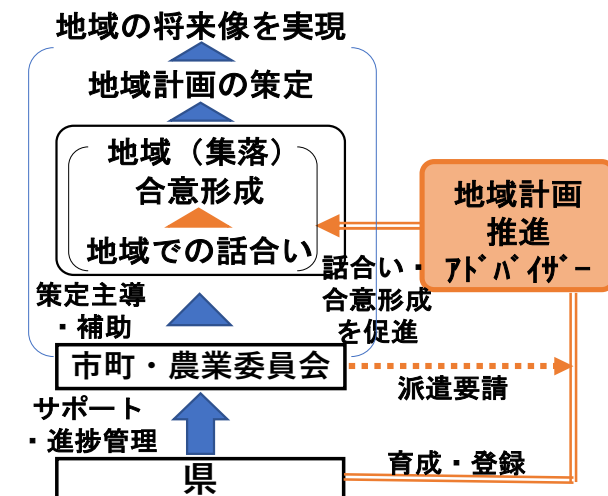 地域の将来像を実現
地域計画の策定
地域（集落）
合意形成
地域での話合い
地域計画
推進
ｱﾄﾞﾊﾞｲｻﾞｰ
話合い・
合意形成
を促進
策定主導
・補助
市町・農業委員会
派遣要請
サポート
・進捗管理
育成・登録
県